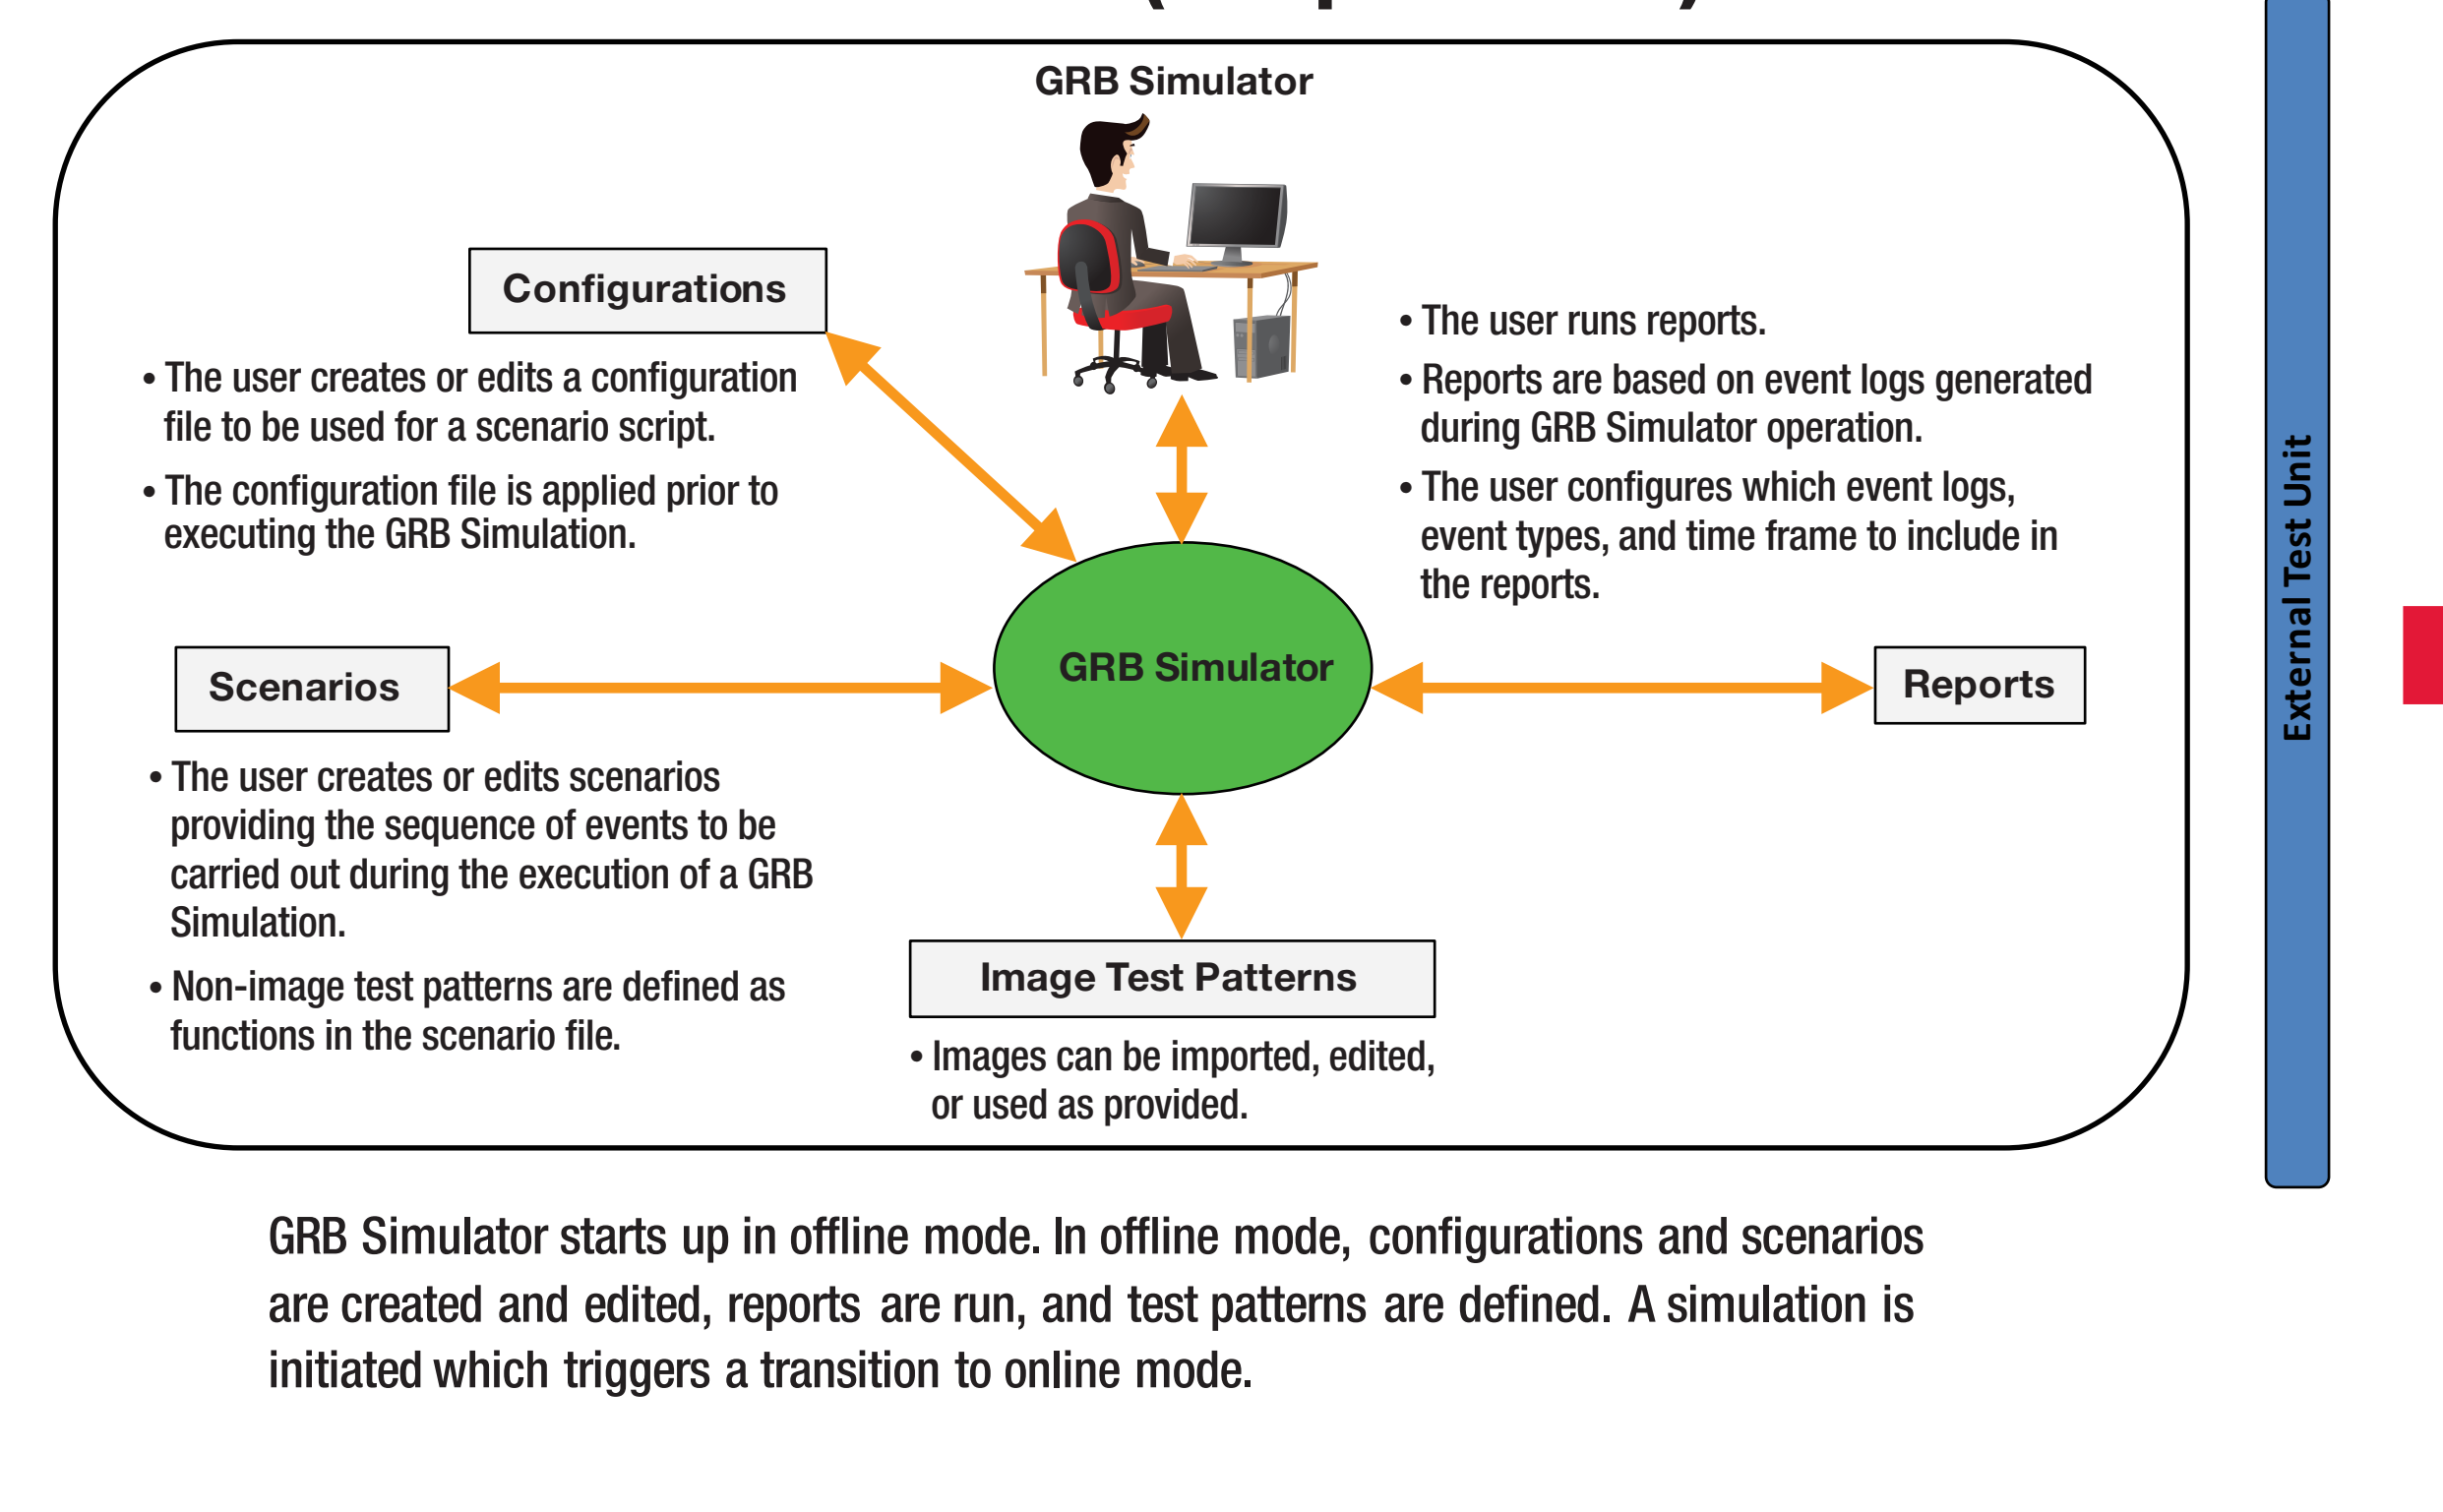 GRB Simulator
Configurations
• The user creates or edits a configuration
file to be used for a scenario script.
• The configuration file is applied prior to
executing the GRB Simulation.
• The user runs reports.
• Reports are based on event logs generated
during GRB Simulator operation.
• The user configures which event logs,
event types, and time frame to include in
the reports.
Scenarios
GRB Simulator
Reports
• The user creates or edits scenarios
providing the sequence of events to be
carried out during the execution of a GRB
Simulation.
• Non-image test patterns are defined as
functions in the scenario file.
Image Test Patterns
• Images can be imported, edited,
or used as provided.
External Test Unit
GRB Simulator starts up in offline mode. In offline mode, configurations and scenarios
are created and edited, reports are run, and test patterns are defined. A simulation is
initiated which triggers a transition to online mode.